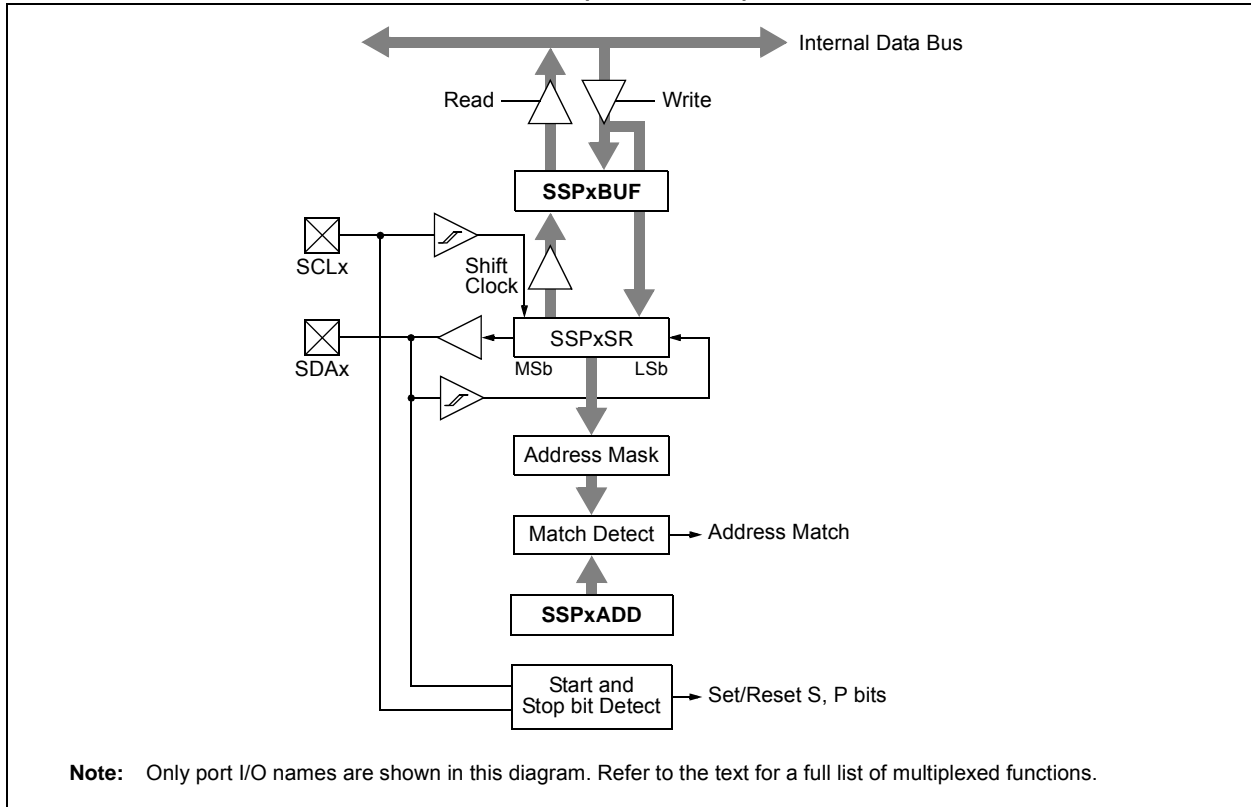 Internal Data Bus
Read
Write
SSPxBUF
SCLx
Shift
Clock
SSPxSR
MSb
LSb
SDAx
Address Mask
Match Detect
Address Match
SSPxADD
Start and
Stop bit Detect
Set/Reset S, P bits
Note: Only port I/O names are shown in this diagram. Refer to the text for a full list of multiplexed functions.